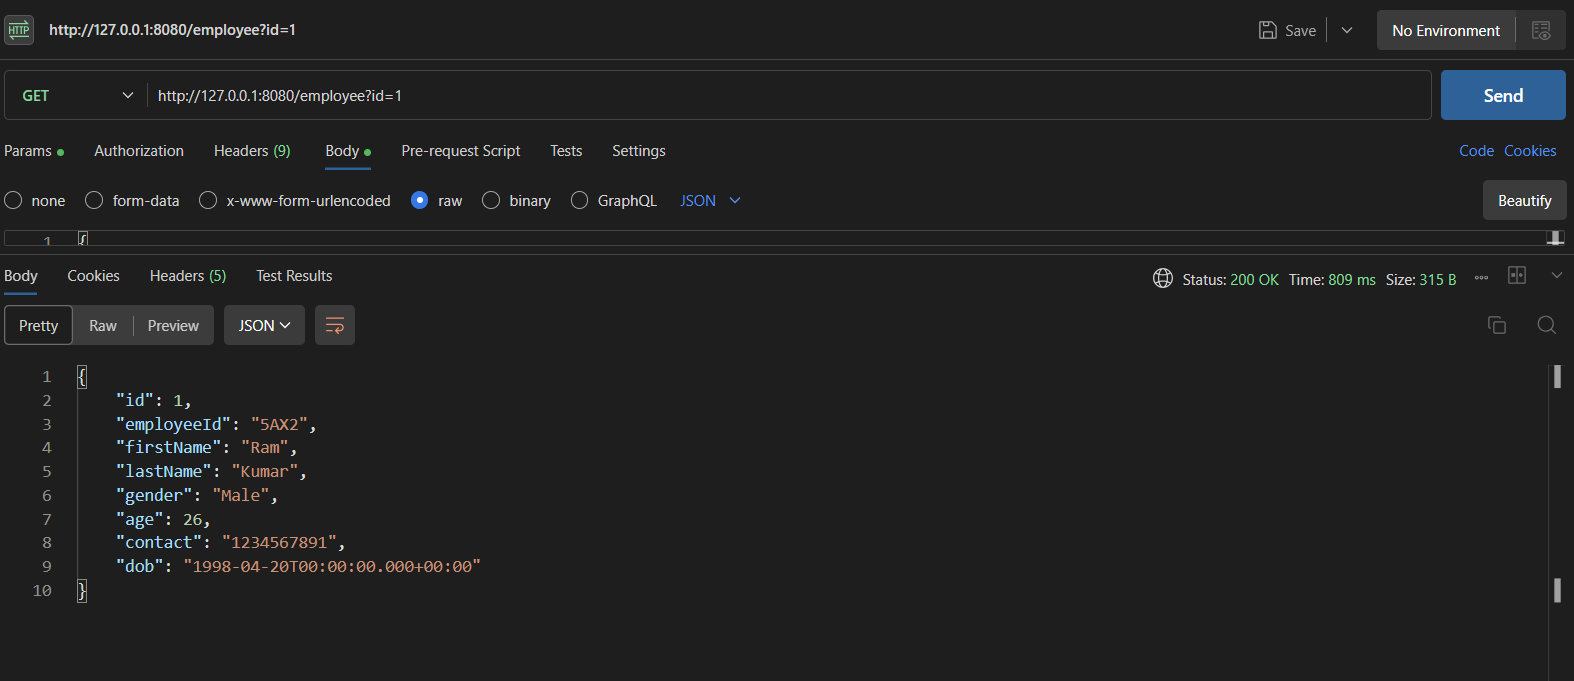 HTTP http://127.0.0.1:8080/employee?id=1 Save No Environment
GET http://127.0.0.1:8080/employee?id=1 Send
Params Authorization Headers (9) Body Pre-request Script Tests Settings Code Cookies
none form-data x-www-form-urlencoded raw binary GraphQL JSON Beautify
1 {
Body Cookies Headers (5) Test Results Status: 200 OK Time: 809 ms Size: 315 B
Pretty Raw Preview JSON
1 {
2 "id": 1,
3 "employeeId": "5AX2",
4 "firstName": "Ram",
5 "lastName": "Kumar",
6 "gender": "Male",
7 "age": 26,
8 "contact": "1234567891",
9 "dob": "1998-04-20T00:00:00.000+00:00"
10 }